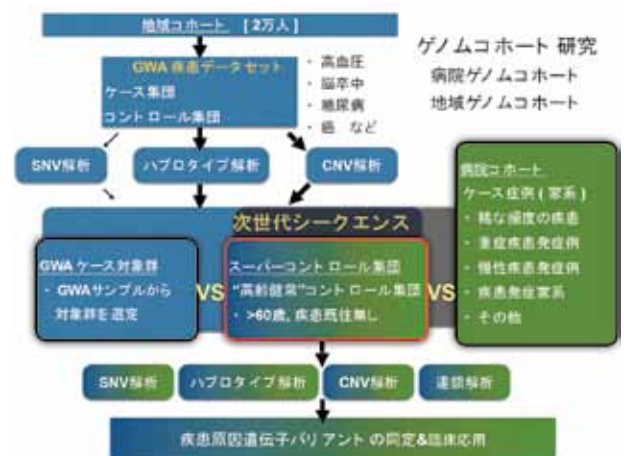 地域コホート [2万人]
ゲノムコホート 研究
病院ゲノムコホート
地域ゲノムコホート
GWA 疾患データセット
ケース集団
コントロール集団
・ 高血圧
・ 脳卒中
・ 糖尿病
・ 癌 など
SNV解析
ハプロタイプ解析
CNV解析
次世代シークエンス
GWA ケース対象群
・ GWAサンプルから
対象群を選定
VS
スーパーコントロール集団
“高齢健常”コントロール集団
・ >60歳, 疾患既往無し
VS
病院コホート
ケース症例 ( 家系 )
・ 稀な頻度の疾患
・ 重症疾患発症例
・ 慢性疾患発症例
・ 疾患発症家系
・ その他
SNV解析
ハプロタイプ解析
CNV解析
連鎖解析
疾患原因遺伝子バリアントの同定&臨床応用